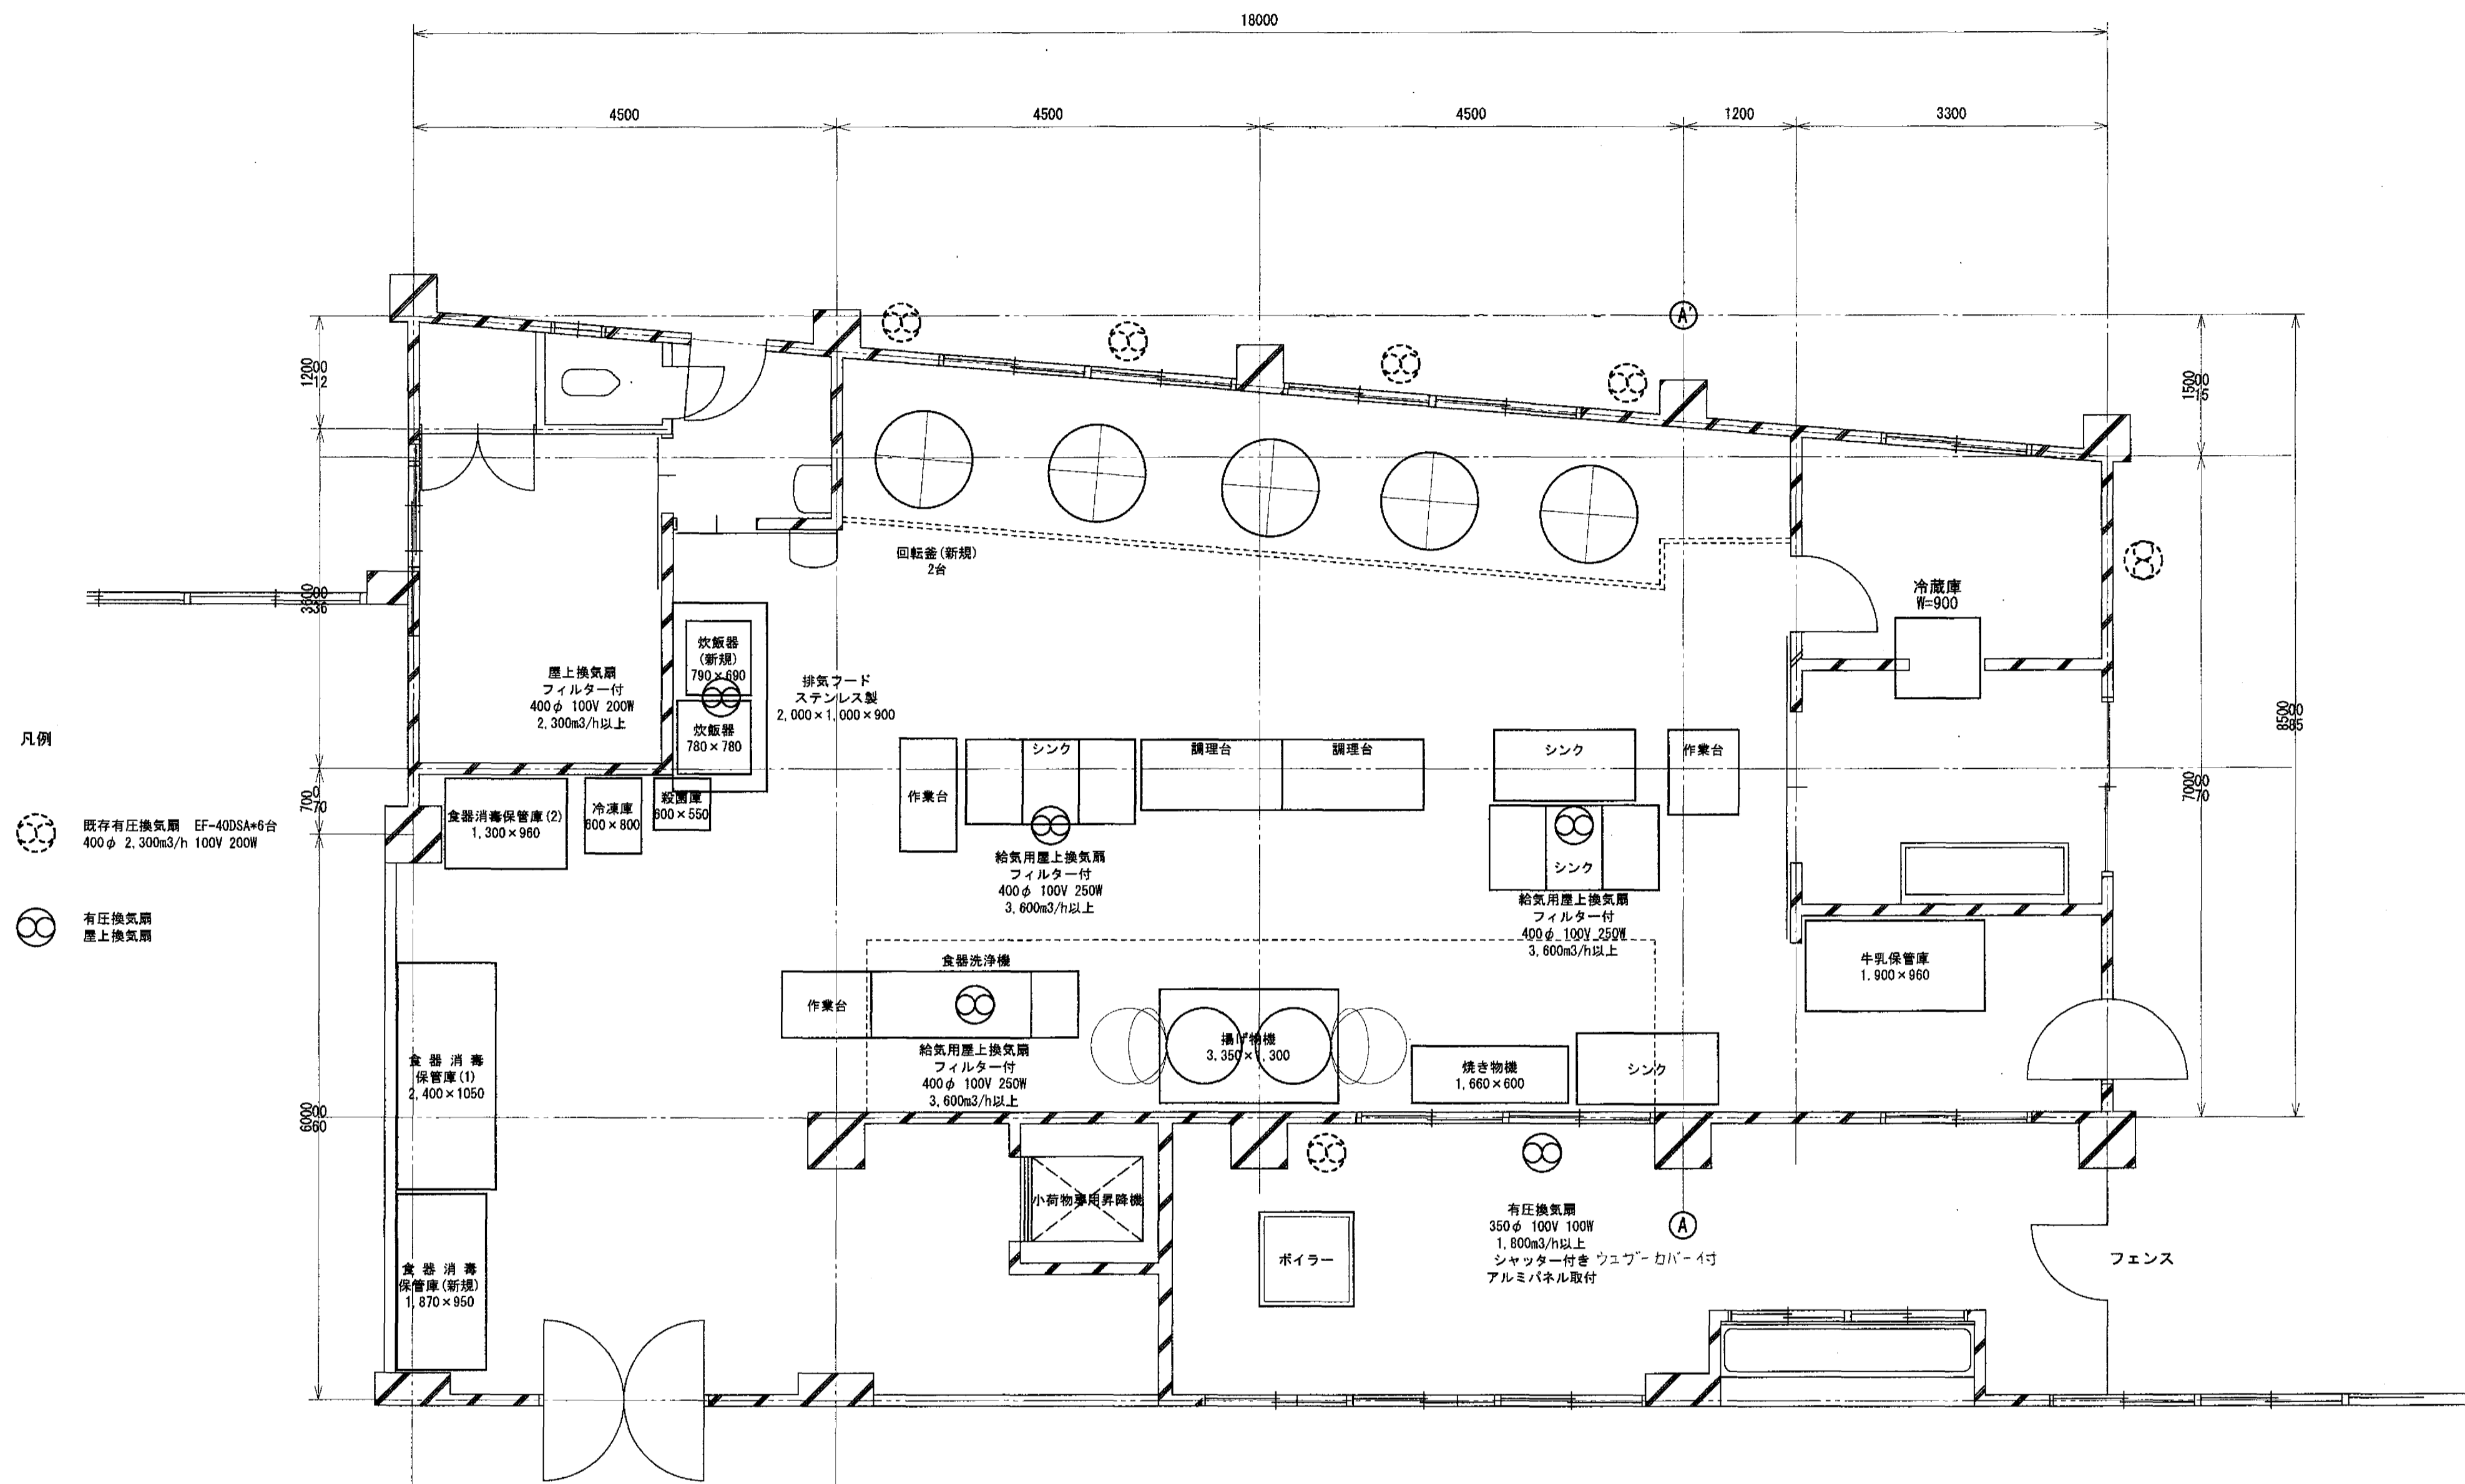 18000
4500
4500
4500
1200
3300
A'
1200
1500
回転釜(新規)
2台
冷蔵庫
W=900
3600
炊飯器
(新規)
790×690
屋上換気扇
フィルター付
400φ 100V 200W
2,300m3/h以上
排気フード
ステンレス製
2,000×1,000×900
炊飯器
780×780
8500
凡例
シンク
調理台
調理台
シンク
作業台
700
7000
作業台
食器消毒保管庫(2)
1,300×960
冷凍庫
600×800
殺菌庫
600×550
既存有圧換気扇 EF-40DSA*6台
400φ 2,300m3/h 100V 200W
給気用屋上換気扇
フィルター付
400φ 100V 250W
3,600m3/h以上
シンク
給気用屋上換気扇
フィルター付
400φ 100V 250W
3,600m3/h以上
有圧換気扇
屋上換気扇
食器洗浄機
牛乳保管庫
1.900×960
作業台
給気用屋上換気扇
フィルター付
400φ 100V 250W
3,600m3/h以上
揚げ物機
3,350×1,300
焼き物機
1,660×600
シンク
食器消毒
保管庫(1)
2,400×1050
6000
小荷物専用昇降機
有圧換気扇
350φ 100V 100W
1,800m3/h以上
シャッター付き ウェザーカバー付
アルミパネル取付
A
ボイラー
フェンス
食器消毒
保管庫(新規)
1,870×950